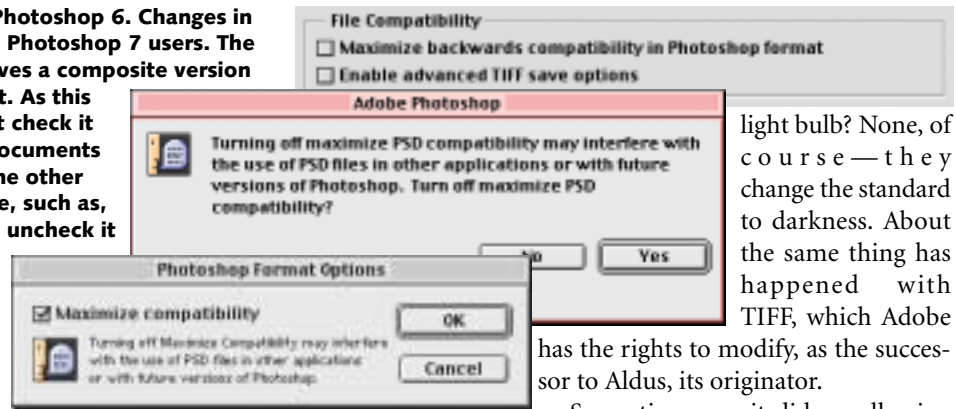 Photoshop 6. Changes in
Photoshop 7 users. The
ves a composite version
t. As this
t check it
ocuments
ne other
e, such as,
uncheck it
File Compatibility
Maximize backwards compatibility in Photoshop format
Enable advanced TIFF save options
Adobe Photoshop
Turning off maximize PSD compatibility may interfere with
the use of PSD files in other applications or with future
versions of Photoshop. Turn off maximize PSD
compatibility?
No
Yes
Photoshop Format Options
Maximize compatibility
Turning off Maximize Compatibility may interfere
with the use of PSD files in other applications
or with future versions of Photoshop.
OK
Cancel
light bulb? None, of
course—they
change the standard
to darkness. About
the same thing has
happened with
TIFF, which Adobe
has the rights to modify, as the succes-
sor to Aldus, its originator.